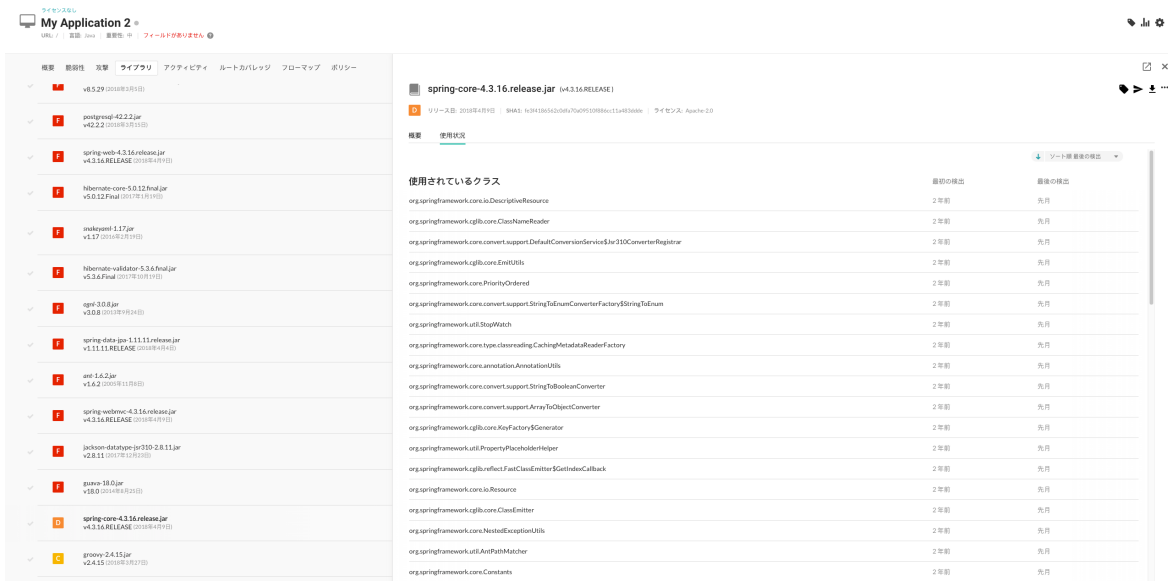 ライセンスなし
My Application 2
URL: / 言語: Java 重要性: 中 フィールドがありません
概要 脆弱性 攻撃 ライブラリ アクティビティ ルートカバレッジ フローマップ ポリシー
F
v8.5.29 (2018年3月5日)
F
postgresql-42.2.2.jar
v42.2.2 (2018年3月15日)
F
spring-web-4.3.16.release.jar
v4.3.16.RELEASE (2018年4月9日)
F
hibernate-core-5.0.12.final.jar
v5.0.12.Final (2017年1月19日)
F
snakeyaml-1.17.jar
v1.17 (2016年2月19日)
F
hibernate-validator-5.3.6.final.jar
v5.3.6.Final (2017年10月19日)
F
ognl-3.0.8.jar
v3.0.8 (2013年9月24日)
F
spring-data-jpa-1.11.11.release.jar
v1.11.11.RELEASE (2018年4月4日)
F
ant-1.6.2.jar
v1.6.2 (2005年11月8日)
F
spring-webmvc-4.3.16.release.jar
v4.3.16.RELEASE (2018年4月9日)
F
jackson-datatype-jsr310-2.8.11.jar
v2.8.11 (2017年12月23日)
F
guava-18.0.jar
v18.0 (2014年8月25日)
D
spring-core-4.3.16.release.jar
v4.3.16.RELEASE (2018年4月9日)
C
groovy-2.4.15.jar
v2.4.15 (2018年3月27日)
spring-core-4.3.16.release.jar (v4.3.16.RELEASE )
D リリース日: 2018年4月9日 SHA1: ライセンス: Apache-2.0
概要 使用状況
ソート順 最後の検出
使用されているクラス 最初の検出 最後の検出
org.springframework.core.io.DescriptiveResource 2 年前 先月
org.springframework.cglib.core.ClassNameReader 2 年前 先月
org.springframework.core.convert.support.DefaultConversionService$Jsr310ConverterRegistrar 2 年前 先月
org.springframework.cglib.core.EmitUtils 2 年前 先月
org.springframework.core.PriorityOrdered 2 年前 先月
org.springframework.core.convert.support.StringToEnumConverterFactory$StringToEnum 2 年前 先月
org.springframework.util.StopWatch 2 年前 先月
org.springframework.core.type.classreading.CachingMetadataReaderFactory 2 年前 先月
org.springframework.core.annotation.AnnotationUtils 2 年前 先月
org.springframework.core.convert.support.StringToBooleanConverter 2 年前 先月
org.springframework.core.convert.support.ArrayToObjectConverter 2 年前 先月
org.springframework.cglib.core.KeyFactory$Generator 2 年前 先月
org.springframework.util.PropertyPlaceholderHelper 2 年前 先月
org.springframework.cglib.reflect.FastClassEmitter$GetIndexCallback 2 年前 先月
org.springframework.core.io.Resource 2 年前 先月
org.springframework.cglib.core.ClassEmitter 2 年前 先月
org.springframework.core.NestedExceptionUtils 2 年前 先月
org.springframework.util.AntPathMatcher 2 年前 先月
org.springframework.core.Constants 2 年前 先月